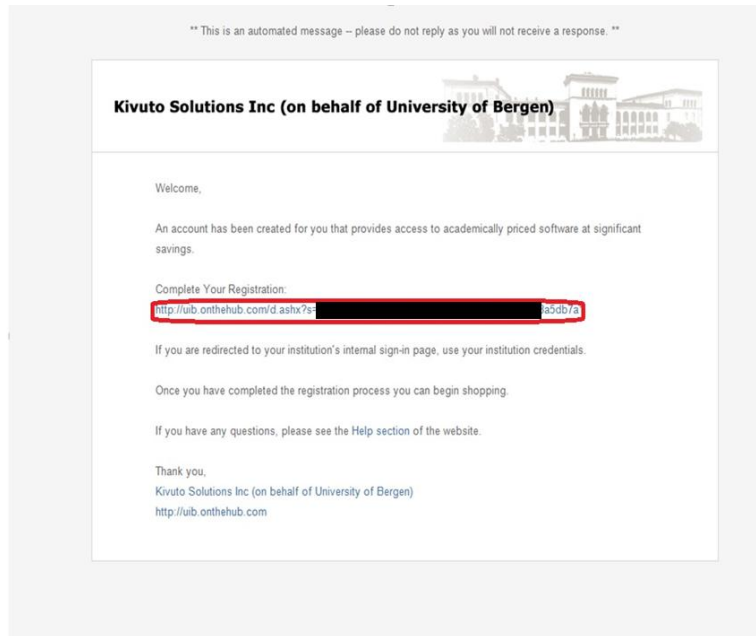 ** This is an automated message – please do not reply as you will not receive a response. **
Kivuto Solutions Inc (on behalf of University of Bergen)
Welcome,
An account has been created for you that provides access to academically priced software at significant
savings.
Complete Your Registration:
http://uib.onthehub.com/d.ashx?s= a5db7a
If you are redirected to your institution's internal sign-in page, use your institution credentials.
Once you have completed the registration process you can begin shopping.
If you have any questions, please see the Help section of the website.
Thank you,
Kivuto Solutions Inc (on behalf of University of Bergen)
http://uib.onthehub.com